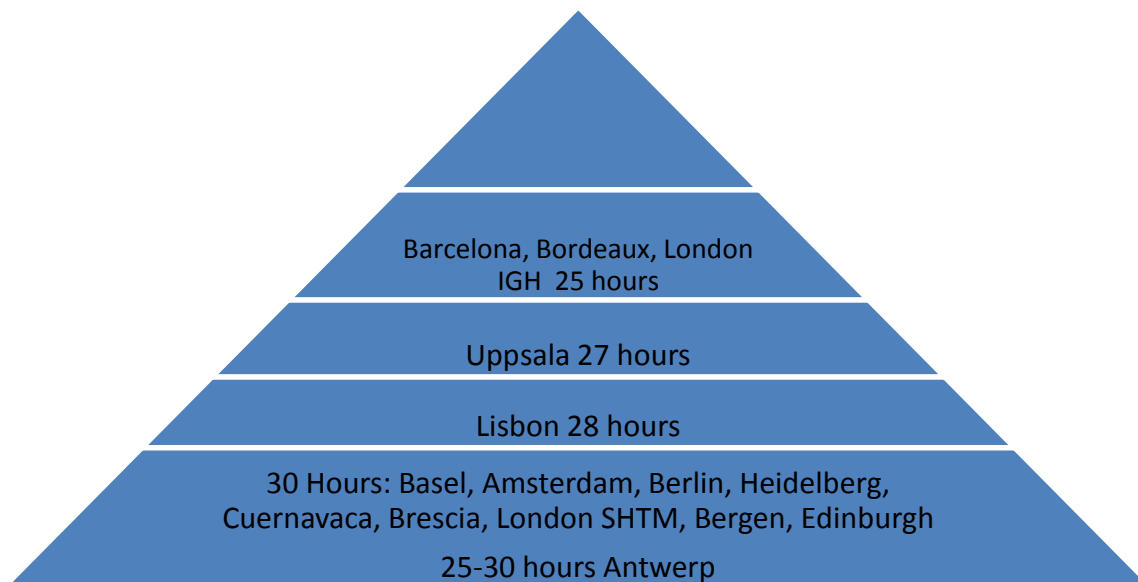 Barcelona, Bordeaux, London
IGH 25 hours
Uppsala 27 hours
Lisbon 28 hours
30 Hours: Basel, Amsterdam, Berlin, Heidelberg,
Cuernavaca, Brescia, London SHTM, Bergen, Edinburgh
25-30 hours Antwerp